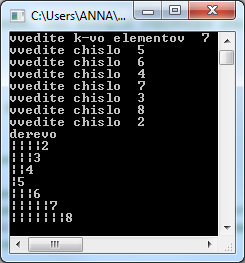 C:\Users\ANNA\...
vvedite k-vo elementov 7
vvedite chislo 5
vvedite chislo 6
vvedite chislo 4
vvedite chislo 7
vvedite chislo 3
vvedite chislo 8
vvedite chislo 2
derevo
¦¦¦¦2
¦¦¦3
¦¦4
¦5
¦¦¦6
¦¦¦¦¦7
¦¦¦¦¦¦¦8